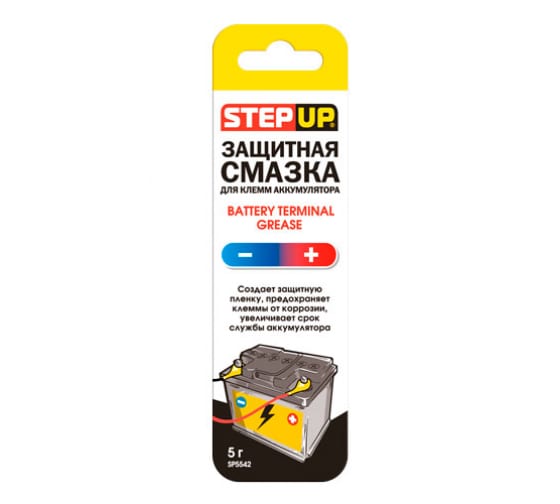 STEP UP®
ЗАЩИТНАЯ
СМАЗКА
ДЛЯ КЛЕММ АККУМУЛЯТОРА
BATTERY TERMINAL
GREASE
− +
Создает защитную
пленку, предохраняет
клеммы от коррозии,
увеличивает срок
службы аккумулятора
− +
5 г
SP5542